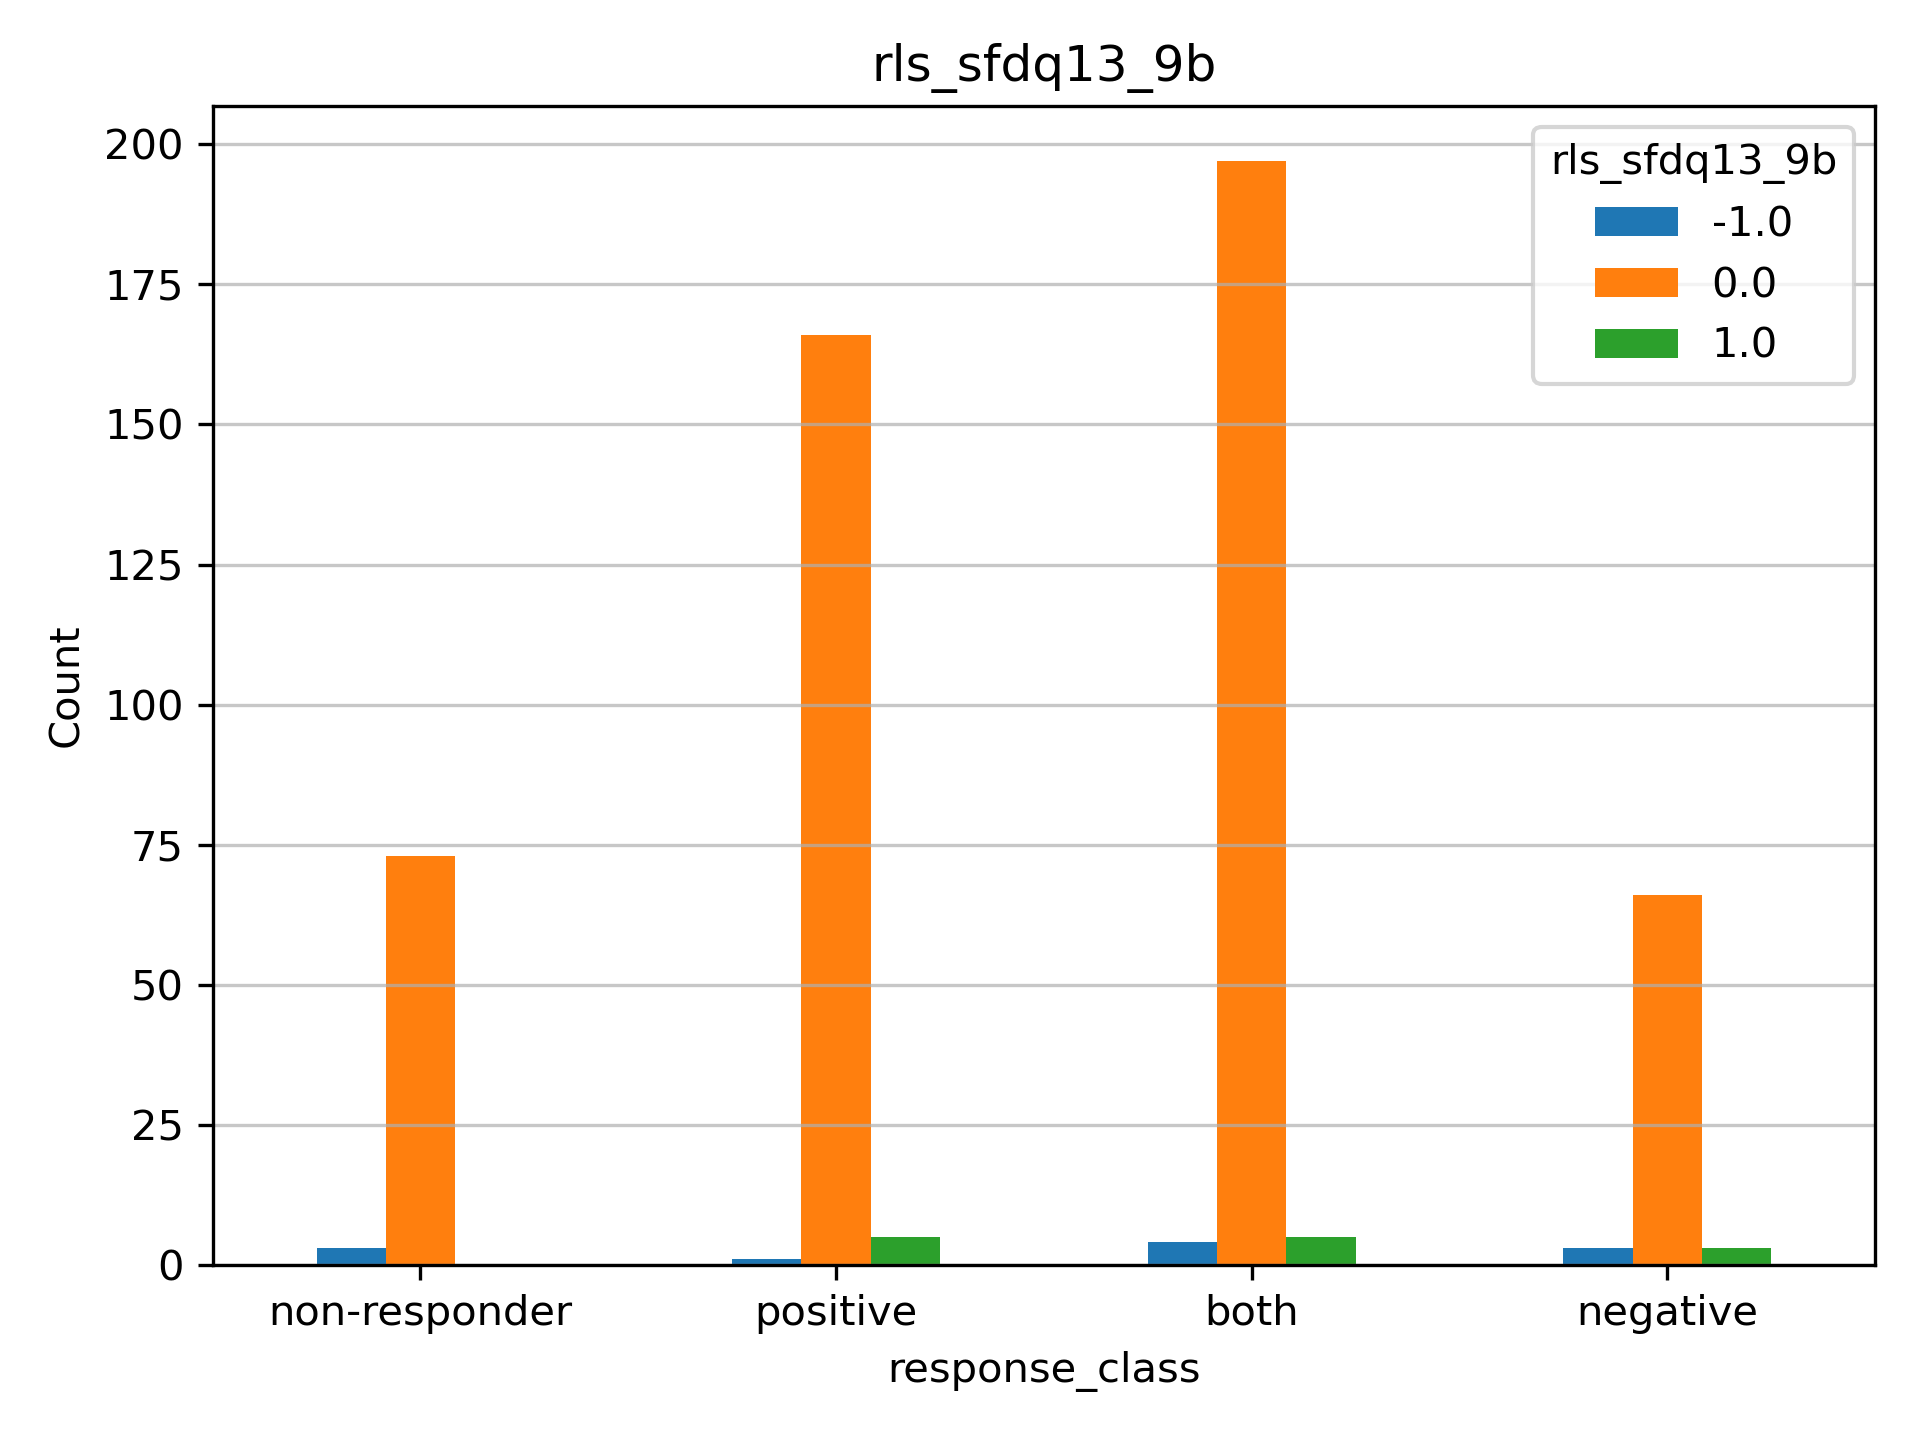 rls_sfdq13_9b
rls_sfdq13_9b
-1.0
0.0
1.0
200
175
150
125
100
75
50
25
0
Count
non-responder positive both negative
response_class